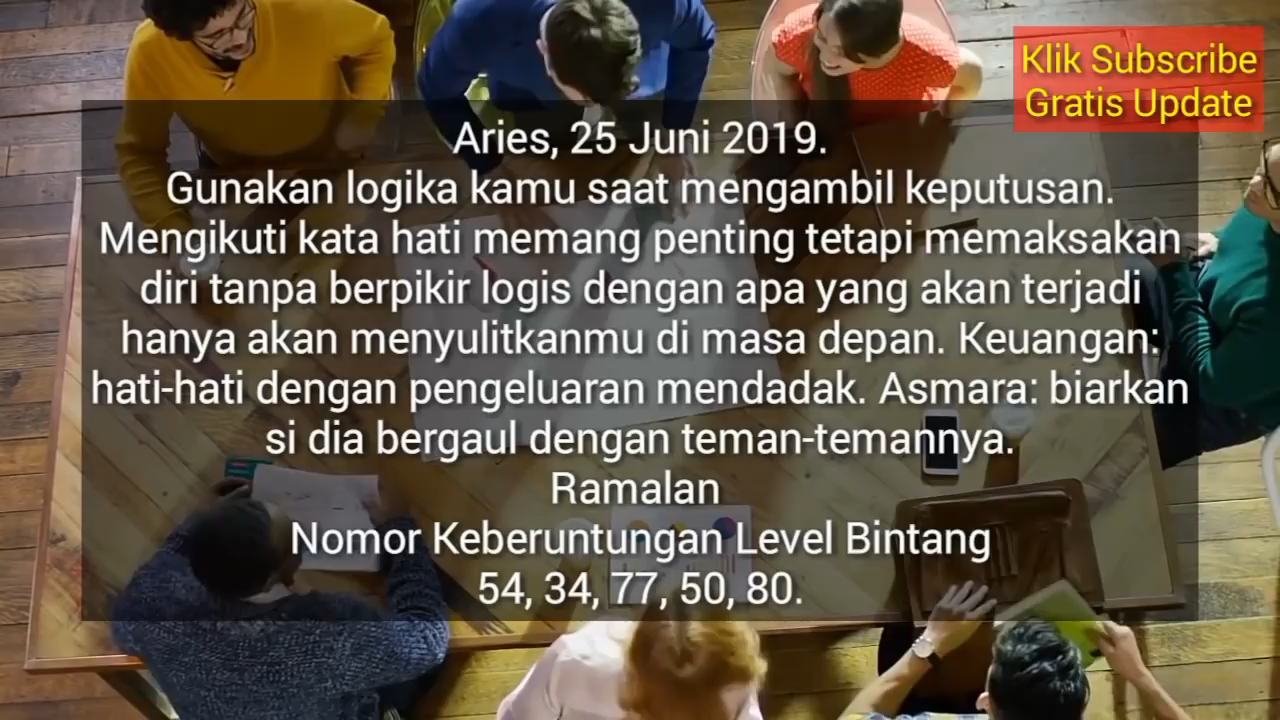 Klik Subscribe
Gratis Update
Aries, 25 Juni 2019.
Gunakan logika kamu saat mengambil keputusan.
Mengikuti kata hati memang penting tetapi memaksakan
diri tanpa berpikir logis dengan apa yang akan terjadi
hanya akan menyulitkanmu di masa depan. Keuangan:
hati-hati dengan pengeluaran mendadak. Asmara: biarkan
si dia bergaul dengan teman-temannya.
Ramalan
Nomor Keberuntungan Level Bintang
54, 34, 77, 50, 80.